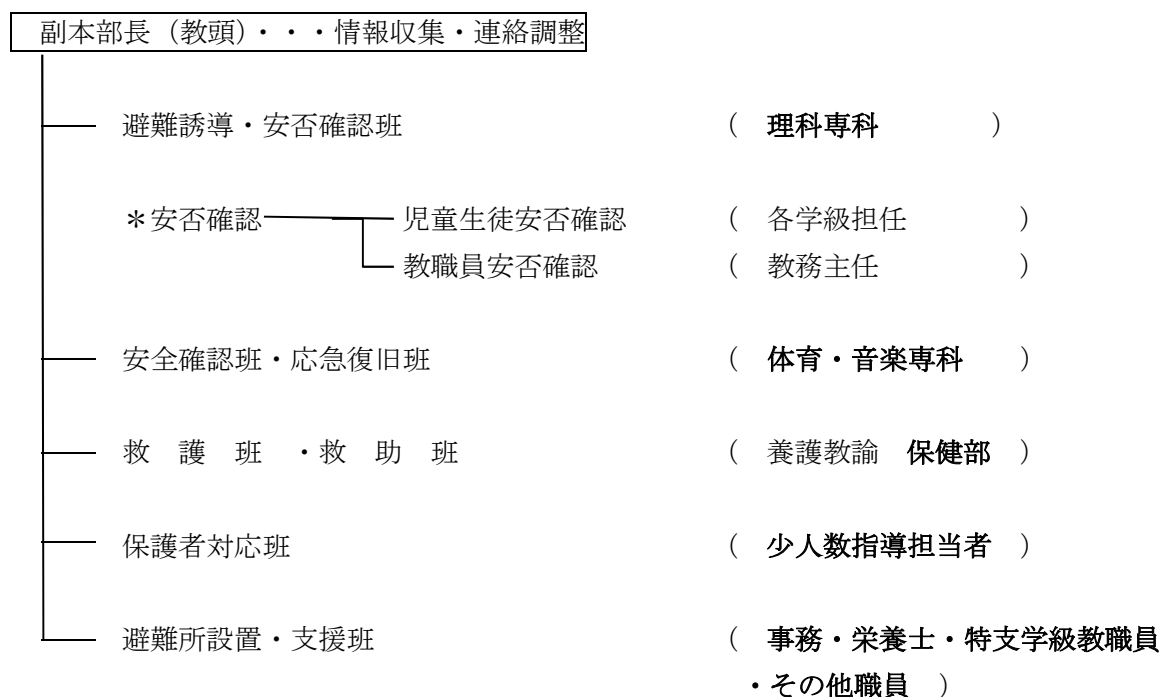 副本部長（教頭）・・・情報収集・連絡調整
避難誘導・安否確認班 （ 理科専科 ）
＊安否確認 児童生徒安否確認 （ 各学級担任 ）
教職員安否確認 （ 教務主任 ）
安全確認班・応急復旧班 （ 体育・音楽専科 ）
救 護 班 ・救 助 班 （ 養護教諭 保健部 ）
保護者対応班 （ 少人数指導担当者 ）
避難所設置・支援班 （ 事務・栄養士・特支学級教職員
・その他職員 ）